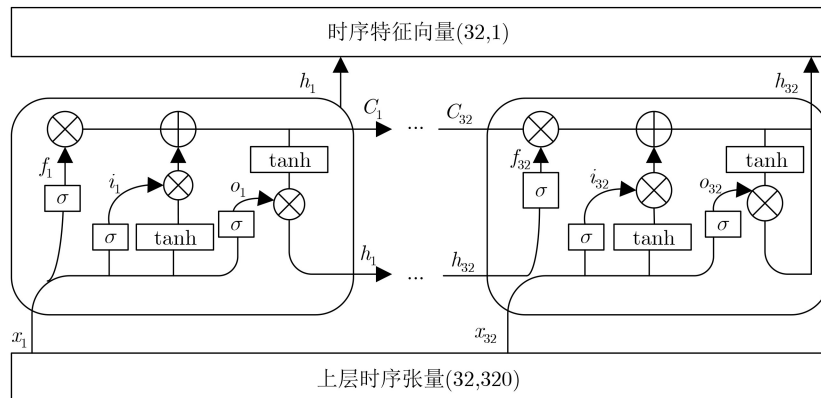 时序特征向量(32,1)
h₁ h₃₂
C₁ ... C₃₂
tanh tanh
f₁ i₁ o₁ f₃₂ i₃₂ o₃₂
σ σ
σ tanh σ σ tanh σ
h₁ ... h₃₂
x₁ x₃₂
上层时序张量(32,320)